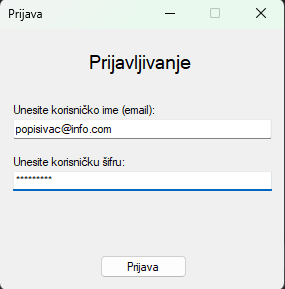 Prijava
Prijavljivanje
Unesite korisničko ime (email):
popisivac@info.com
Unesite korisničku šifru:
*********
Prijava